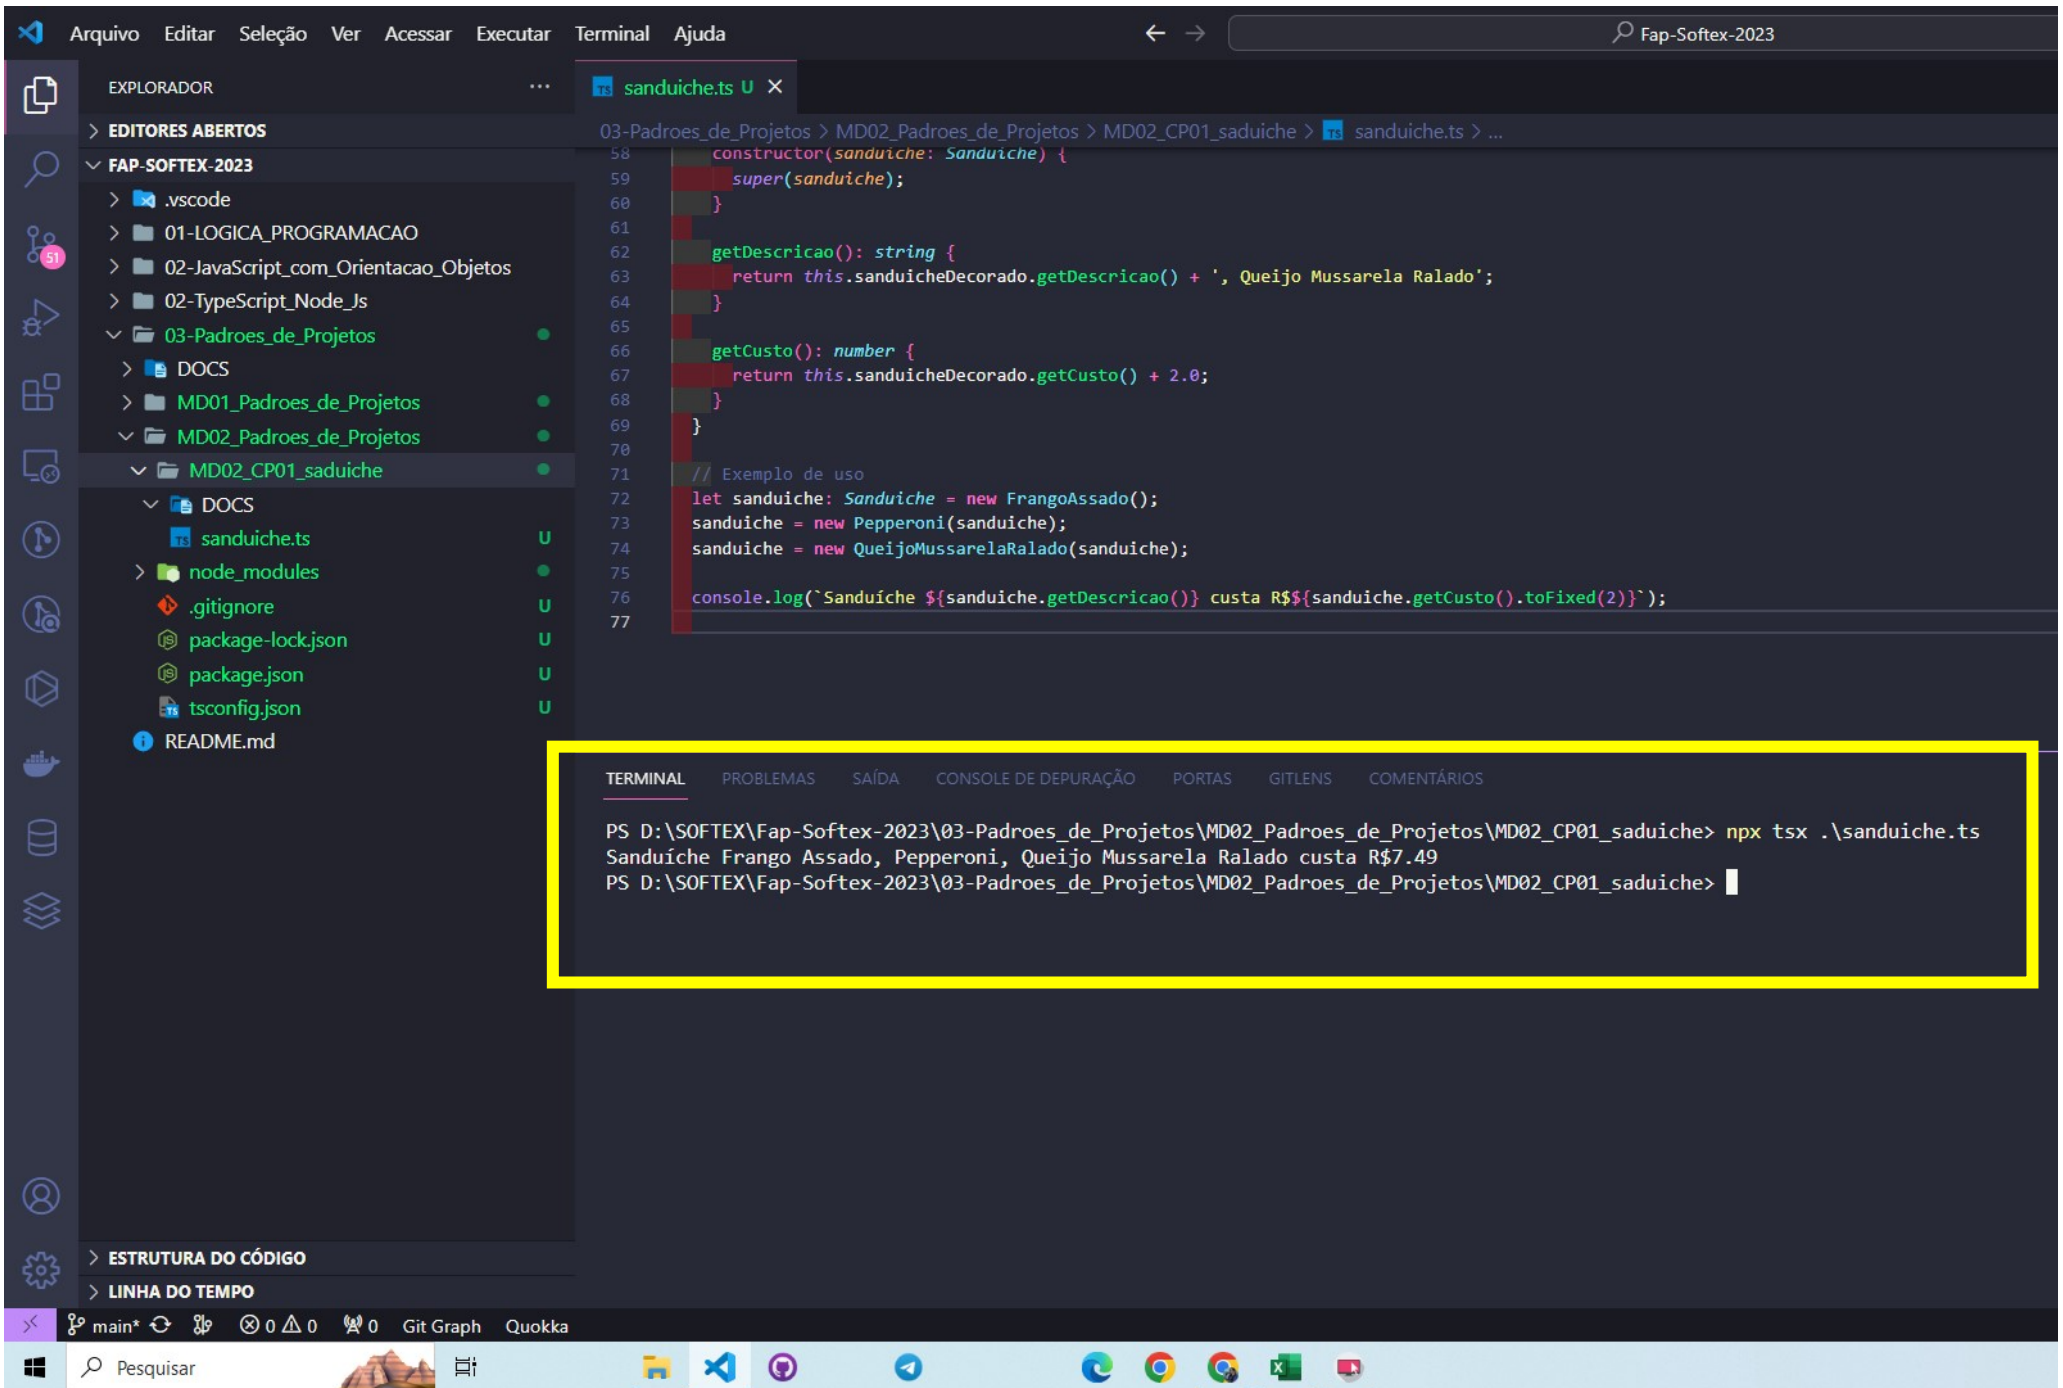 Arquivo Editar Seleção Ver Acessar Executar Terminal Ajuda
Fap-Softex-2023
EXPLORADOR
EDITORES ABERTOS
FAP-SOFTEX-2023
.vscode
01-LOGICA_PROGRAMACAO
02-JavaScript_com_Orientacao_Objetos
02-TypeScript_Node_Js
03-Padroes_de_Projetos
DOCS
MD01_Padroes_de_Projetos
MD02_Padroes_de_Projetos
MD02_CP01_saduiche
DOCS
TS sanduiche.ts U
node_modules
.gitignore U
package-lock.json U
package.json U
tsconfig.json U
README.md
51
ESTRUTURA DO CÓDIGO
LINHA DO TEMPO
TS sanduiche.ts U
03-Padroes_de_Projetos > MD02_Padroes_de_Projetos > MD02_CP01_saduiche > TS sanduiche.ts > ...
58 constructor(sanduiche: Sanduiche) {
59 super(sanduiche);
60 }
61
62 getDescricao(): string {
63 return this.sanduicheDecorado.getDescricao() + ', Queijo Mussarela Ralado';
64 }
65
66 getCusto(): number {
67 return this.sanduicheDecorado.getCusto() + 2.0;
68 }
69 }
70
71 // Exemplo de uso
72 let sanduiche: Sanduiche = new FrangoAssado();
73 sanduiche = new Pepperoni(sanduiche);
74 sanduiche = new QueijoMussarelaRalado(sanduiche);
75
76 console.log(`Sanduíche ${sanduiche.getDescricao()} custa R$${sanduiche.getCusto().toFixed(2)}`);
77
TERMINAL PROBLEMAS SAÍDA CONSOLE DE DEPURAÇÃO PORTAS GITLENS COMENTÁRIOS
PS D:\SOFTEX\Fap-Softex-2023\03-Padroes_de_Projetos\MD02_Padroes_de_Projetos\MD02_CP01_saduiche> npx tsx .\sanduiche.ts
Sanduíche Frango Assado, Pepperoni, Queijo Mussarela Ralado custa R$7.49
PS D:\SOFTEX\Fap-Softex-2023\03-Padroes_de_Projetos\MD02_Padroes_de_Projetos\MD02_CP01_saduiche>
main* 0 0 0 Git Graph Quokka
Pesquisar